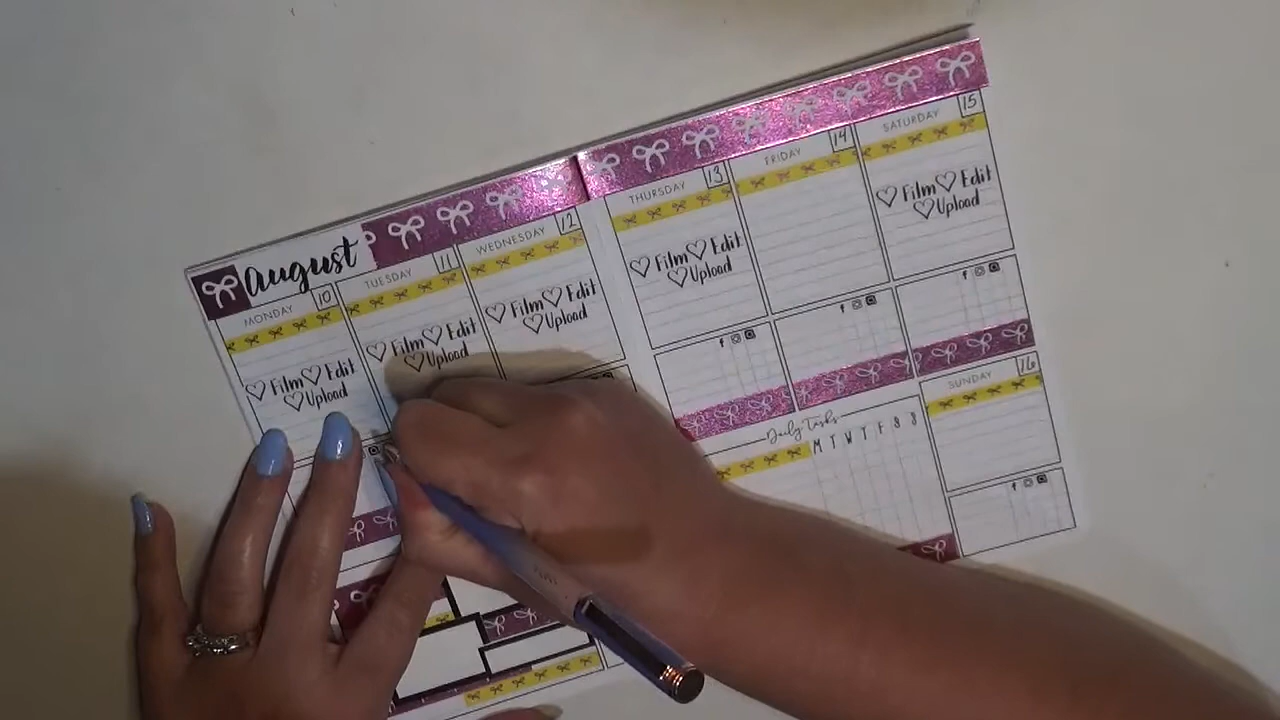 August
MONDAY 10
♡ Film ♡ Edit
♡ Upload
TUESDAY 11
♡ Film ♡ Edit
♡ Upload
WEDNESDAY 12
♡ Film ♡ Edit
♡ Upload
THURSDAY 13
♡ Film ♡ Edit
♡ Upload
FRIDAY 14
SATURDAY 15
♡ Film ♡ Edit
♡ Upload
Daily Tasks
M T W T F S S
SUNDAY 16